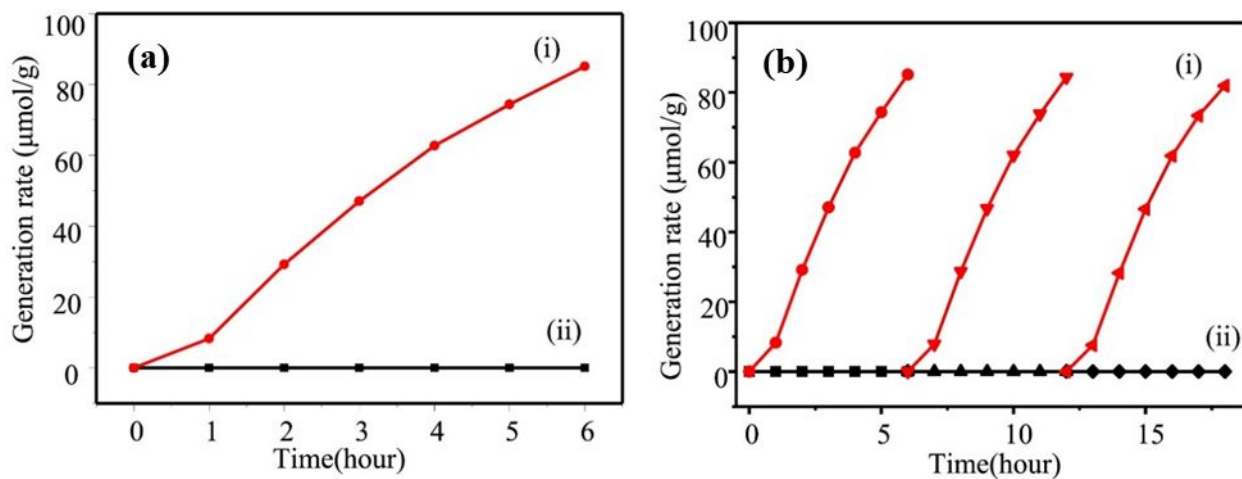 (a)
(i)
(ii)
Generation rate (μmol/g)
100
80
60
40
20
0
0 1 2 3 4 5 6
Time(hour)
(b)
(i)
(ii)
Generation rate (μmol/g)
100
80
60
40
20
0
0 5 10 15
Time(hour)